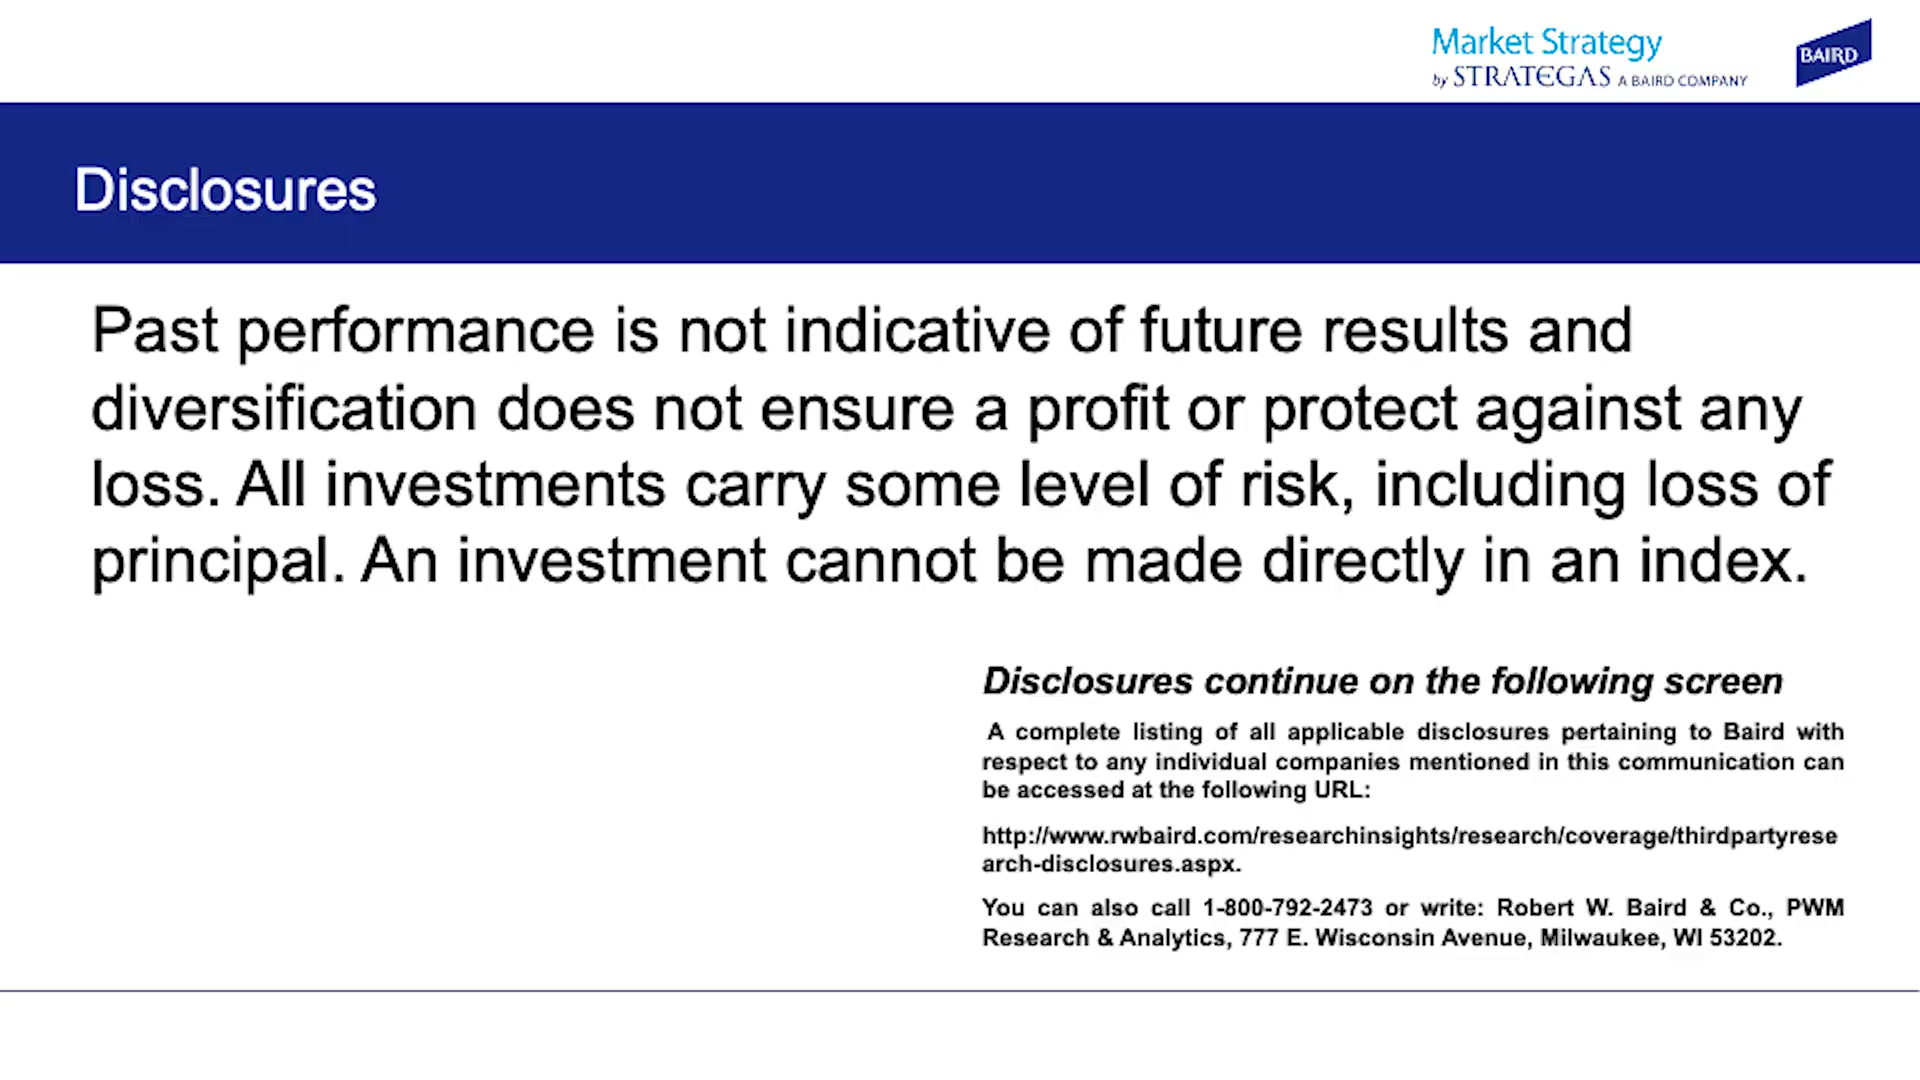 Market Strategy
by STRATEGAS A BAIRD COMPANY
BAIRD
Disclosures
Past performance is not indicative of future results and
diversification does not ensure a profit or protect against any
loss. All investments carry some level of risk, including loss of
principal. An investment cannot be made directly in an index.
Disclosures continue on the following screen
A complete listing of all applicable disclosures pertaining to Baird with
respect to any individual companies mentioned in this communication can
be accessed at the following URL:
http://www.rwbaird.com/researchinsights/research/coverage/thirdpartyrese
arch-disclosures.aspx.
You can also call 1-800-792-2473 or write: Robert W. Baird & Co., PWM
Research & Analytics, 777 E. Wisconsin Avenue, Milwaukee, WI 53202.